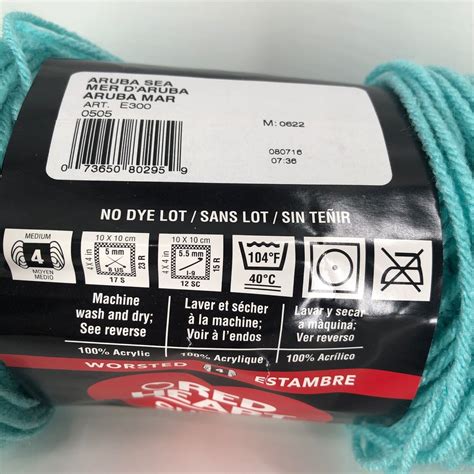 ARUBA SEA
MER D'ARUBA
ARUBA MAR
ART. E300
0505
M: 0622
080716
07:36
0 73650 80295 9
NO DYE LOT / SANS LOT / SIN TEÑIR
MEDIUM
4
MOYEN
MEDIO
10 X 10 CM
4 X 4 IN
5 mm
8 US
23 R
17 S
10 X 10 CM
4 X 4 IN
5.5 mm
I-9
15 R
12 SC
104°F
40°C
Machine
wash and dry;
See reverse
Laver et sécher
à la machine;
Voir à l'endos
Lavar y secar
a máquina;
Ver reverso
100% Acrylic
100% Acrylique
100% Acrílico
WORSTED 4 ESTAMBRE
RED
HEART